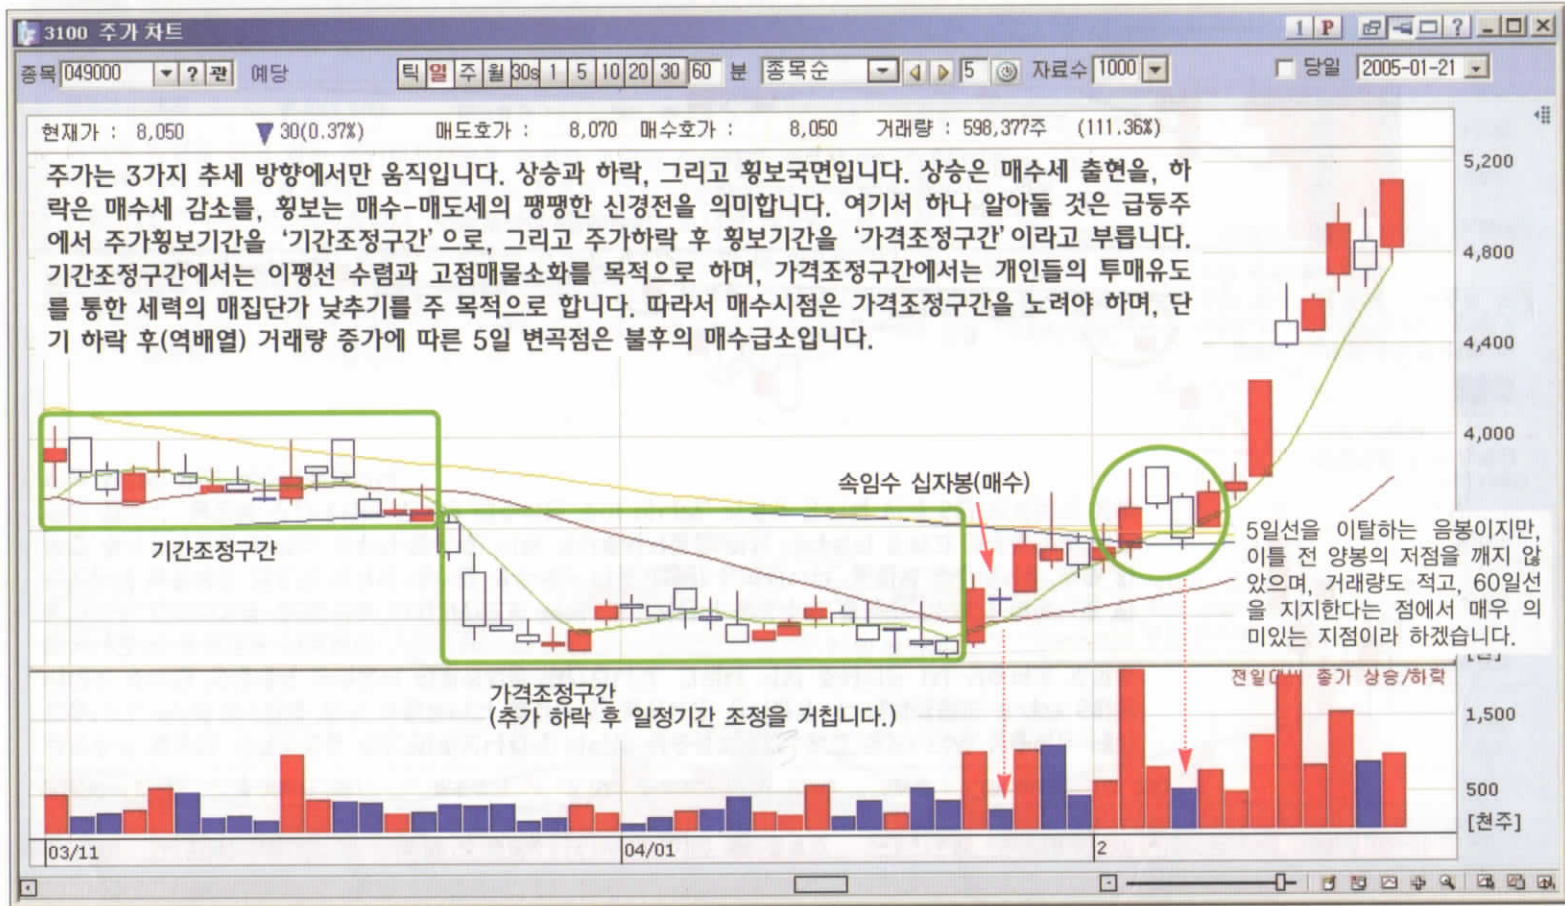 3100 주가 차트
1 P ?
종목 049000 ? 관 예당 틱 일 주 월 30s 1 5 10 20 30 60 분 종목순 5 자료수 1000 당일 2005-01-21
현재가 : 8,050 ▼ 30(0.37%) 매도호가 : 8,070 매수호가 : 8,050 거래량 : 598,377주 (111.36%)
주가는 3가지 추세 방향에서만 움직입니다. 상승과 하락, 그리고 횡보국면입니다. 상승은 매수세 출현을, 하
락은 매수세 감소를, 횡보는 매수-매도세의 팽팽한 신경전을 의미합니다. 여기서 하나 알아둘 것은 급등주
에서 주가횡보기간을 ‘기간조정구간’으로, 그리고 주가하락 후 횡보기간을 ‘가격조정구간’이라고 부릅니다.
기간조정구간에서는 이평선 수렴과 고점매물소화를 목적으로 하며, 가격조정구간에서는 개인들의 투매유도
를 통한 세력의 매집단가 낮추기를 주 목적으로 합니다. 따라서 매수시점은 가격조정구간을 노려야 하며, 단
기 하락 후(역배열) 거래량 증가에 따른 5일 변곡점은 불후의 매수급소입니다.
5,200
4,800
4,400
4,000
속임수 십자봉(매수)
기간조정구간
5일선을 이탈하는 음봉이지만,
이틀 전 양봉의 저점을 깨지 않
았으며, 거래량도 적고, 60일선
을 지지한다는 점에서 매우 의
미있는 지점이라 하겠습니다.
전일대비 종가 상승/하락
가격조정구간
(추가 하락 후 일정기간 조정을 거칩니다.)
1,500
500
[천주]
03/11 04/01 2